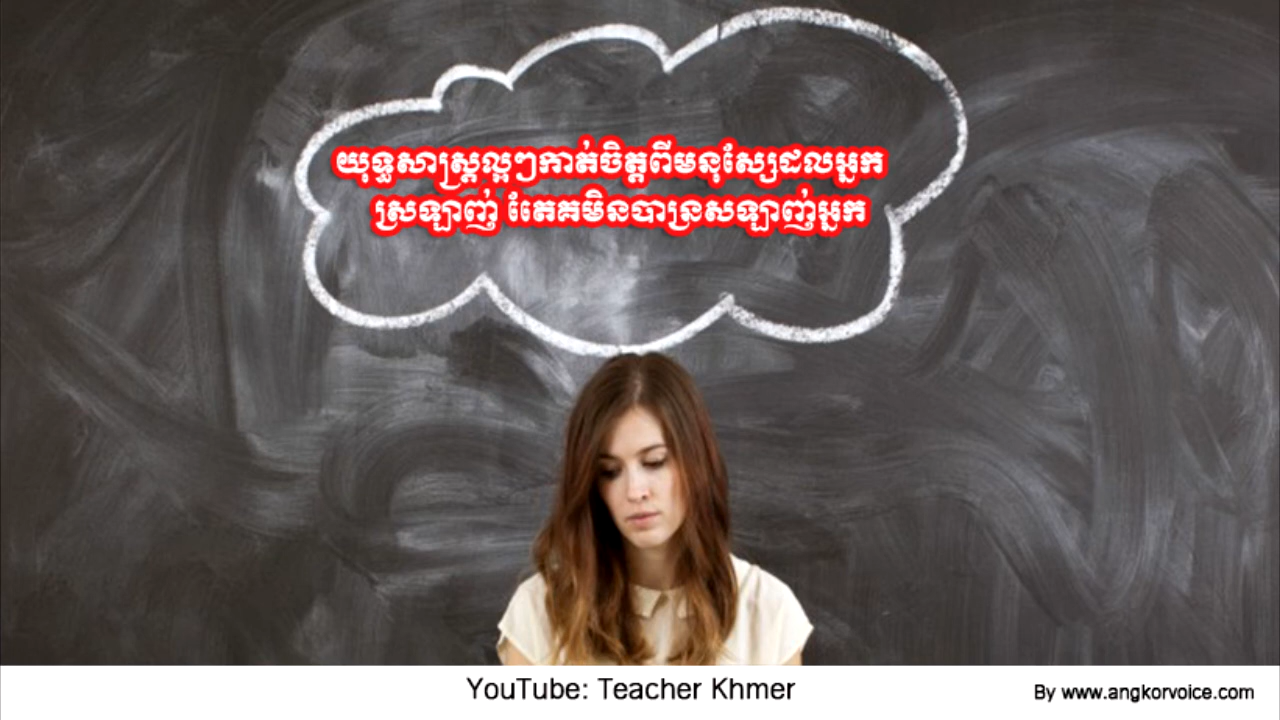 យុទ្ធសាស្ត្រល្អៗកាត់ចិត្តពីមនុស្សែដលអ្នក
ស្រឡាញ់ តែគេមិនបានស្រឡាញ់អ្នក
YouTube: Teacher Khmer
By www.angkorvoice.com